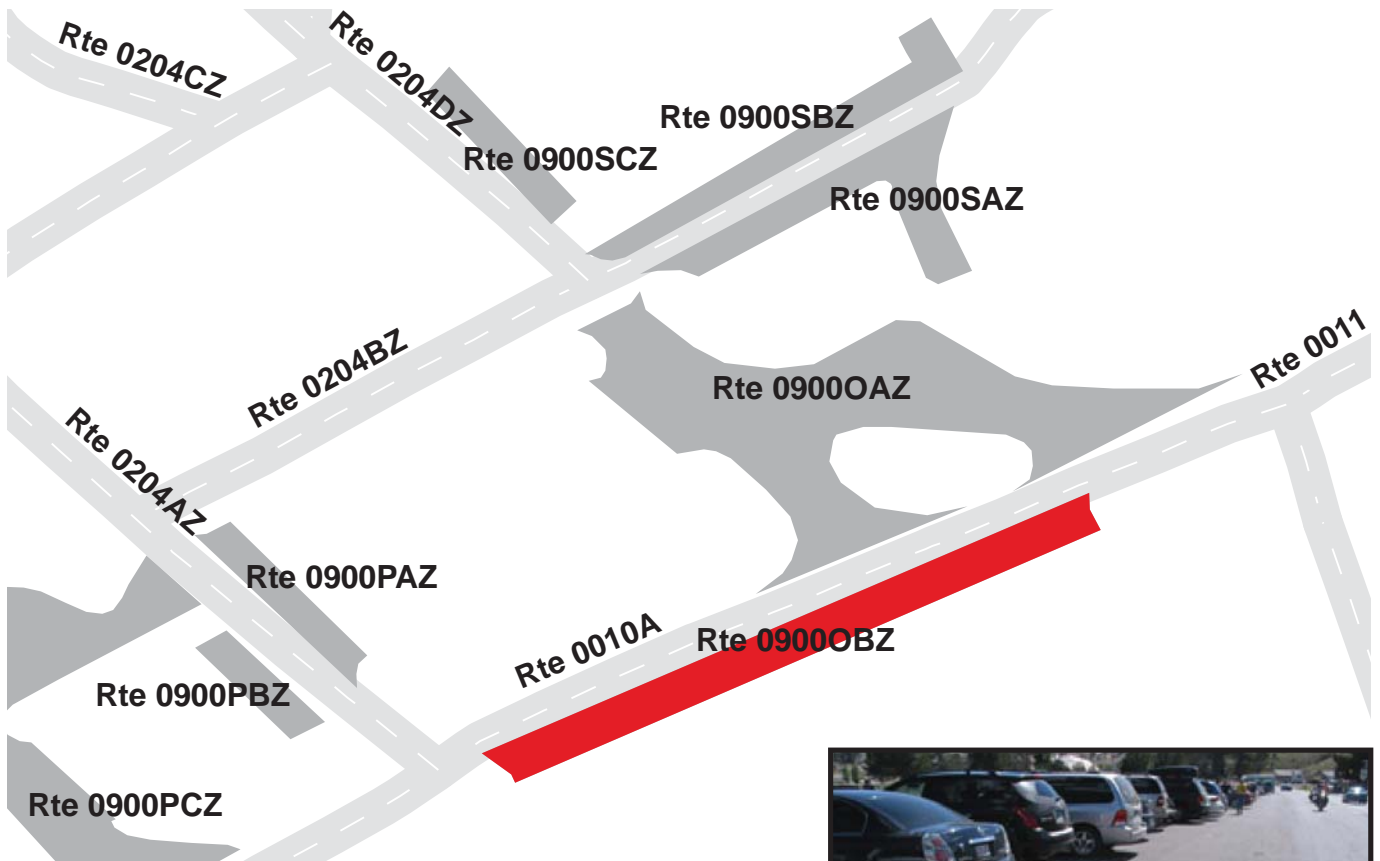 Rte 0204CZ
Rte 0204DZ
Rte 0900SBZ
Rte 0900SCZ
Rte 0900SAZ
Rte 0011
Rte 0204BZ
Rte 0900OAZ
Rte 0204AZ
Rte 0900PAZ
Rte 0010A
Rte 0900OBZ
Rte 0900PBZ
Rte 0900PCZ